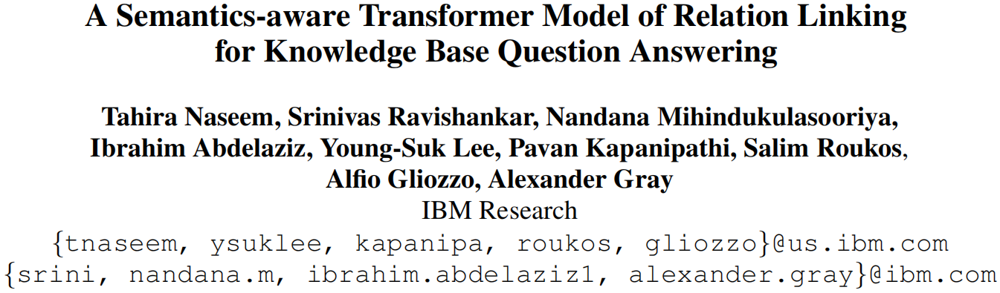 A Semantics-aware Transformer Model of Relation Linking
for Knowledge Base Question Answering
Tahira Naseem, Srinivas Ravishankar, Nandana Mihindukulasooriya,
Ibrahim Abdelaziz, Young-Suk Lee, Pavan Kapanipathi, Salim Roukos,
Alfio Gliozzo, Alexander Gray
IBM Research
{tnaseem, ysuklee, kapanipa, roukos, gliozzo}@us.ibm.com
{srini, nandana.m, ibrahim.abdelaziz1, alexander.gray}@ibm.com